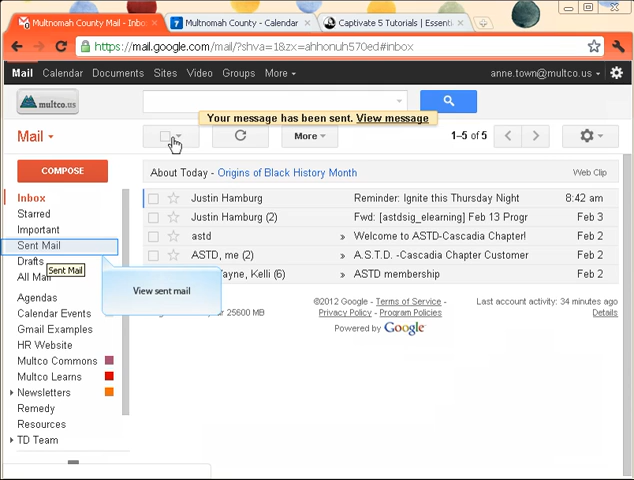 Multnomah County Mail - Inbox
Multnomah County - Calendar
Captivate 5 Tutorials | Essenti
https://mail.google.com/mail/?shva=1&zx=ahhonuh570ed#inbox
Mail Calendar Documents Sites Video Groups More
anne.town@multco.us
multco.us
Your message has been sent. View message
Mail
More
1–5 of 5
COMPOSE
About Today - Origins of Black History Month
Web Clip
Inbox
Justin Hamburg Reminder: Ignite this Thursday Night 8:42 am
Starred
Justin Hamburg (2) Fwd: [astdsig_elearning] Feb 13 Progr Feb 3
Important
astd » Welcome to ASTD-Cascadia Chapter! Feb 2
Sent Mail
ASTD, me (2) » A.S.T.D. -Cascadia Chapter Customer Feb 2
Drafts
Sent Mail
All Mail
ayne, Kelli (6) » ASTD membership Feb 2
View sent mail
Agendas
Calendar Events
Gmail Examples
HR Website
Multco Commons
Multco Learns
Newsletters
Remedy
Resources
TD Team
25600 MB
©2012 Google - Terms of Service -
Privacy Policy - Program Policies
Powered by Google
Last account activity: 34 minutes ago
Details